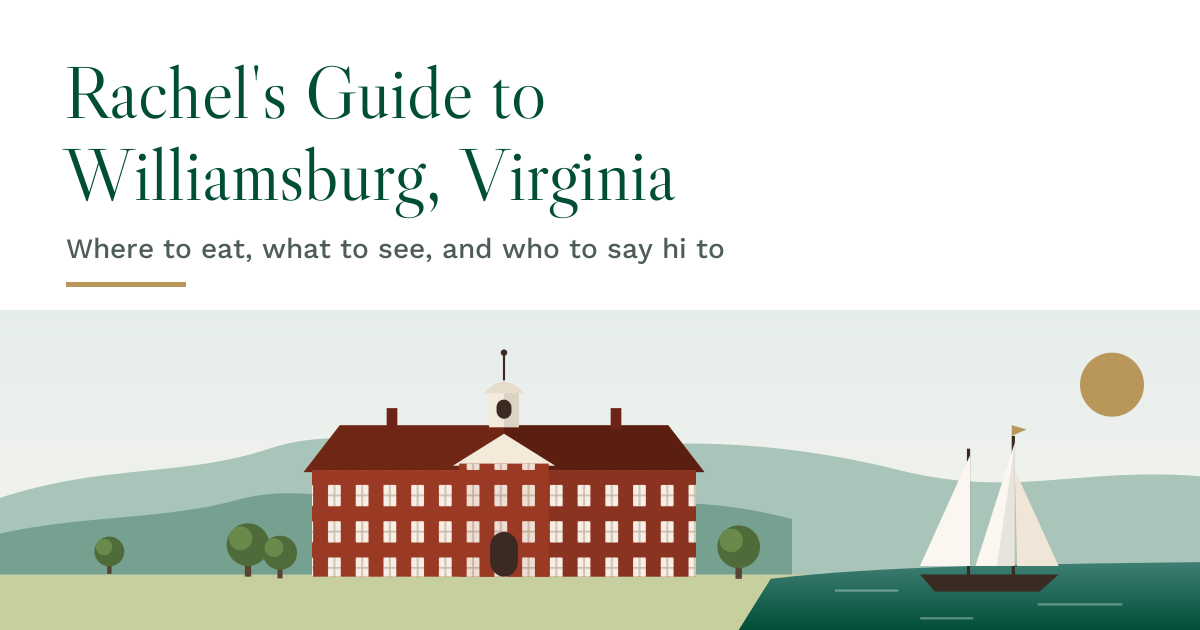 Rachel's Guide to
Williamsburg, Virginia
Where to eat, what to see, and who to say hi to